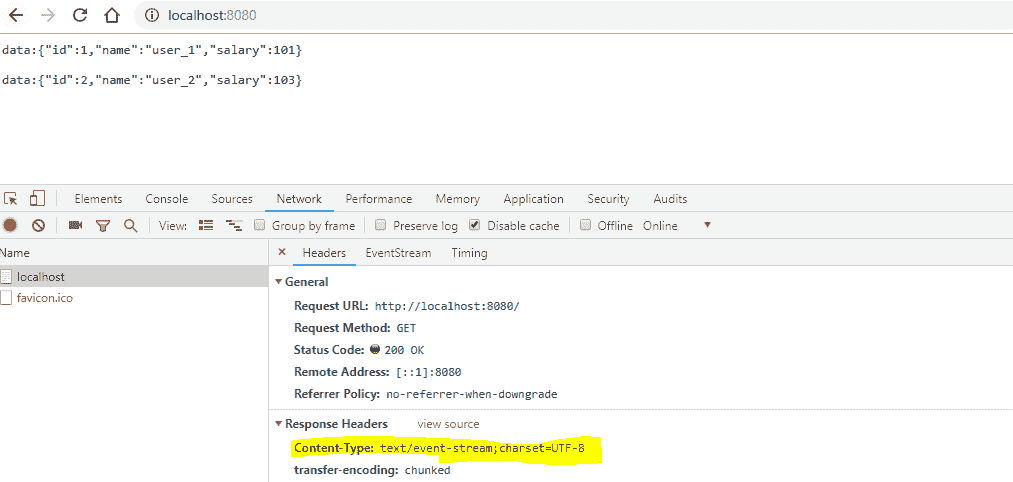 localhost:8080
data:{"id":1,"name":"user_1","salary":101}
data:{"id":2,"name":"user_2","salary":103}
Elements Console Sources Network Performance Memory Application Security Audits
View: Group by frame Preserve log Disable cache Offline Online
Name × Headers EventStream Timing
localhost
favicon.ico
General
Request URL: http://localhost:8080/
Request Method: GET
Status Code: 200 OK
Remote Address: [::1]:8080
Referrer Policy: no-referrer-when-downgrade
Response Headers view source
Content-Type: text/event-stream;charset=UTF-8
transfer-encoding: chunked